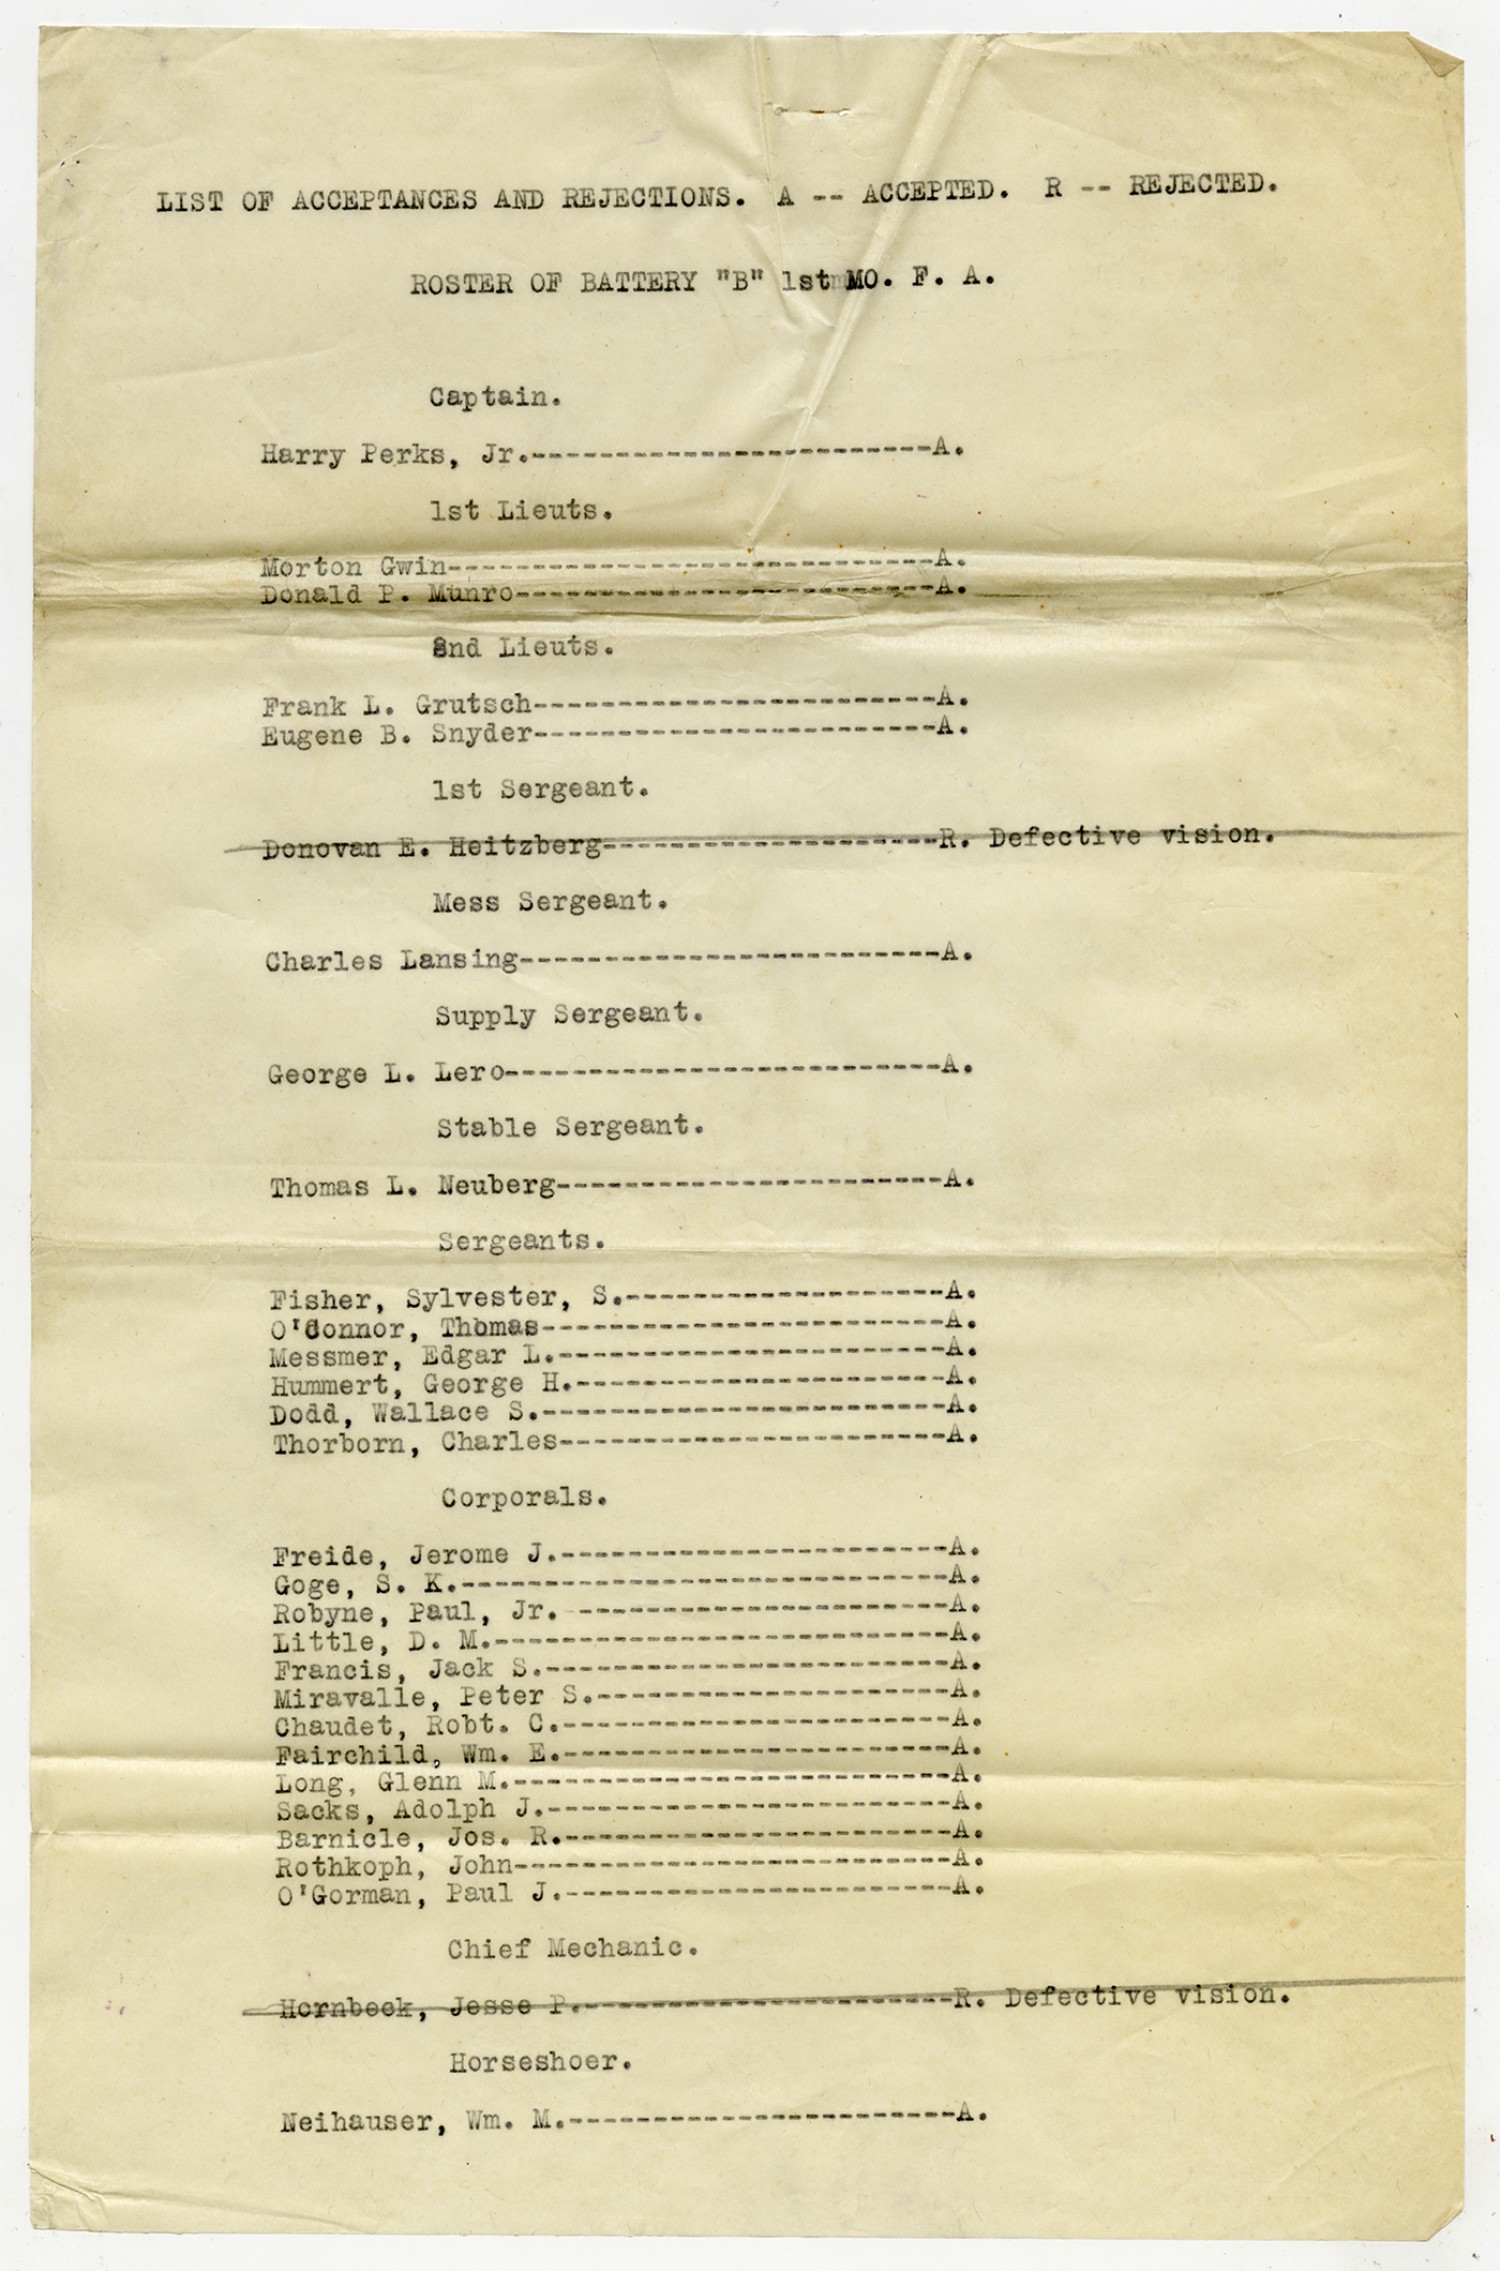 LIST OF ACCEPTANCES AND REJECTIONS. A -- ACCEPTED. R -- REJECTED.
ROSTER OF BATTERY "B" 1st MO. F. A.
Captain.
Harry Perks, Jr.------------------------A.
1st Lieuts.
Morton Gwin-----------------------------A.
Donald P. Munro-------------------------A.
2nd Lieuts.
Frank L. Grutsch------------------------A.
Eugene B. Snyder------------------------A.
1st Sergeant.
Donovan E. Heitzberg--------------------R. Defective vision.
Mess Sergeant.
Charles Lansing-------------------------A.
Supply Sergeant.
George L. Lero--------------------------A.
Stable Sergeant.
Thomas L. Neuberg-----------------------A.
Sergeants.
Fisher, Sylvester, S.-------------------A.
O'Connor, Thomas------------------------A.
Messmer, Edgar L.-----------------------A.
Hummert, George H.----------------------A.
Dodd, Wallace S.------------------------A.
Thorborn, Charles-----------------------A.
Corporals.
Freide, Jerome J.-----------------------A.
Goge, S. K.-----------------------------A.
Robyne, Paul, Jr. ----------------------A.
Little, D. M.---------------------------A.
Francis, Jack S.------------------------A.
Miravalle, Peter S.---------------------A.
Chaudet, Robt. C.-----------------------A.
Fairchild, Wm. E.-----------------------A.
Long, Glenn M.--------------------------A.
Sacks, Adolph J.------------------------A.
Barnicle, Jos. R.-----------------------A.
Rothkoph, John--------------------------A.
O'Gorman, Paul J.-----------------------A.
Chief Mechanic.
Hornbeck, Jesse P.----------------------R. Defective vision.
Horseshoer.
Neihauser, Wm. M.-----------------------A.